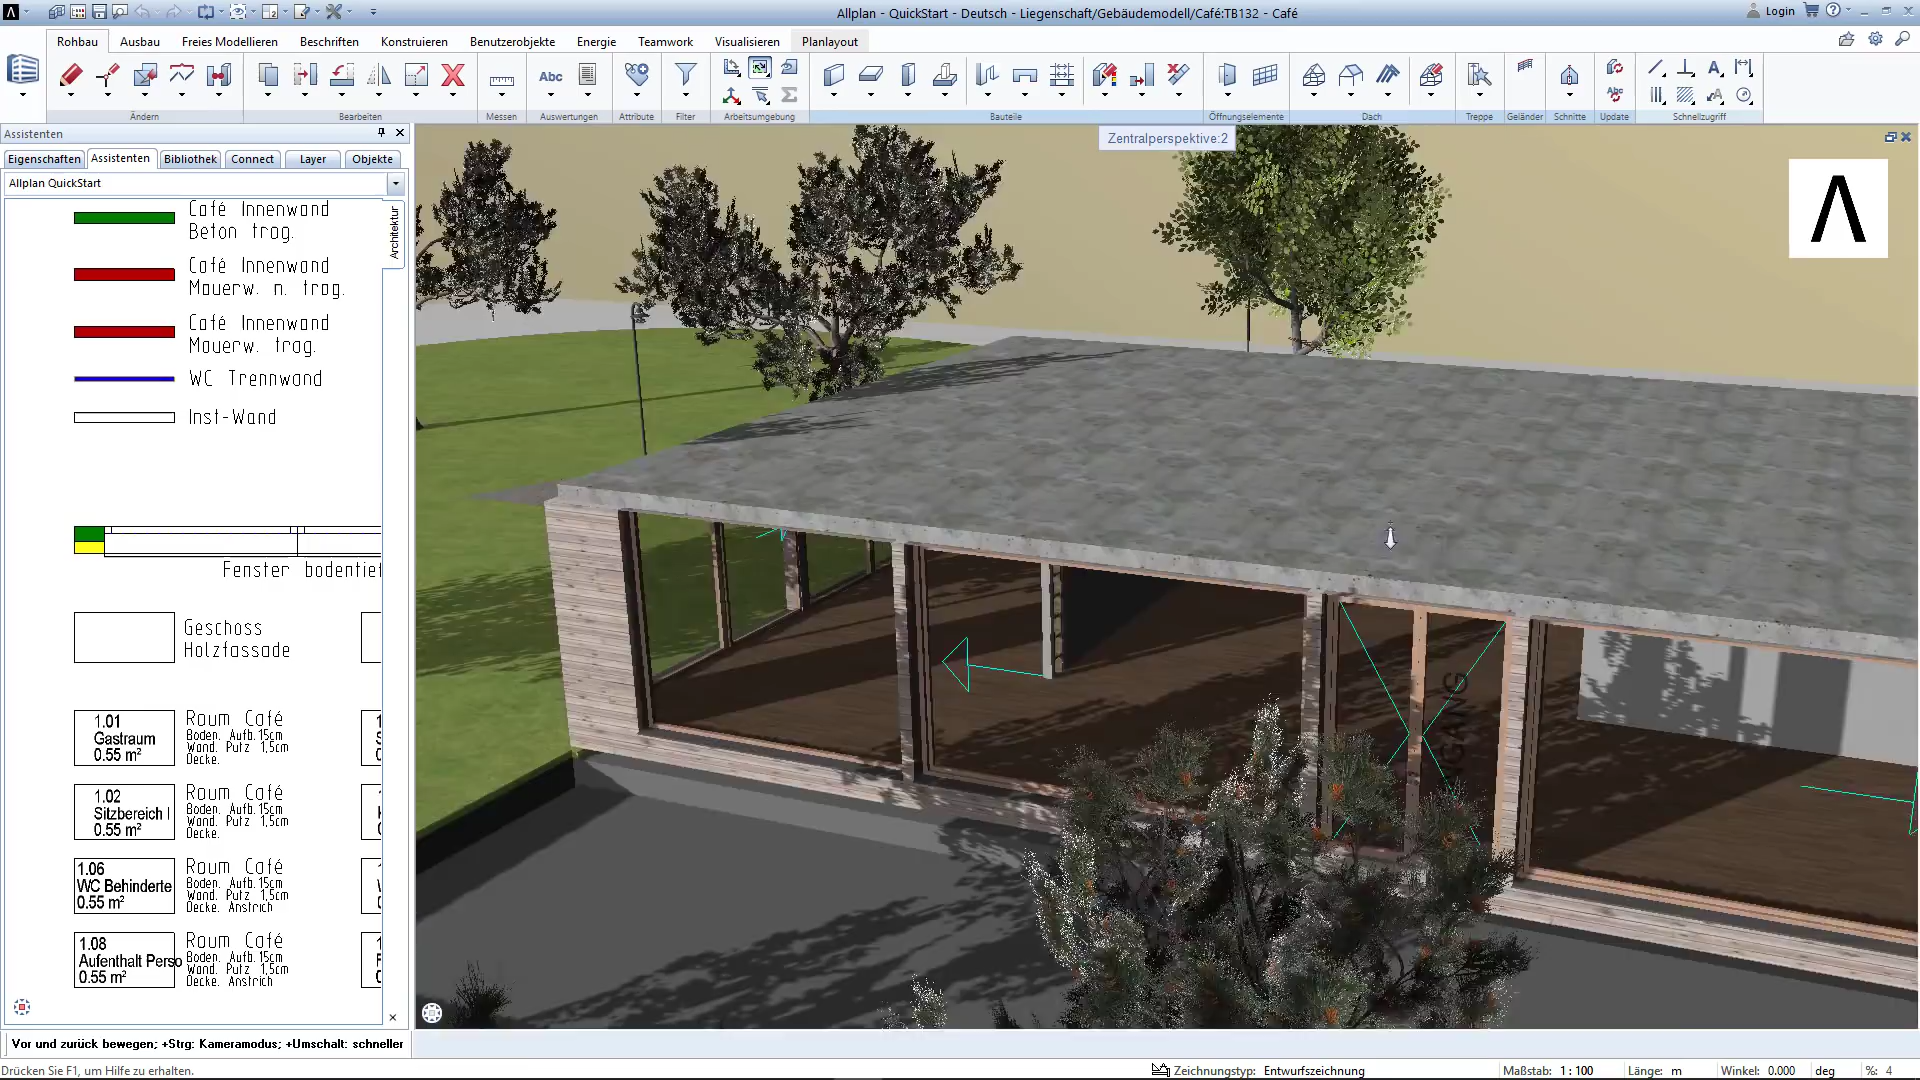 Allplan - QuickStart - Deutsch - Liegenschaft/Gebäudemodell/Café:TB132 - Café
Login
Rohbau
Ausbau
Freies Modellieren
Beschriften
Konstruieren
Benutzerobjekte
Energie
Teamwork
Visualisieren
Planlayout
Abc
Abc
Ändern
Bearbeiten
Messen
Auswertungen
Attribute
Filter
Arbeitsumgebung
Bauteile
Öffnungselemente
Dach
Treppe
Geländer
Schnitte
Update
Schnellzugriff
Assistenten
Zentralperspektive:2
Eigenschaften
Assistenten
Bibliothek
Connect
Layer
Objekte
Allplan QuickStart
Architektur
Café Innenwand
Beton trag.
Café Innenwand
Mauerw. n. trag.
Café Innenwand
Mauerw. trag.
WC Trennwand
Inst-Wand
Fenster bodentief
Geschoss
Holzfassade
1.01
Gastraum
0.55 m²
Raum Café
Boden. Aufb.15cm
Wand. Putz 1,5cm
Decke.
1.02
Sitzbereich I
0.55 m²
Raum Café
Boden. Aufb.15cm
Wand. Putz 1,5cm
Decke.
1.06
WC Behinderte
0.55 m²
Raum Café
Boden. Aufb.15cm
Wand. Putz 1,5cm
Decke. Anstrich
1.08
Aufenthalt Perso
0.55 m²
Raum Café
Boden. Aufb.15cm
Wand. Putz 1,5cm
Decke. Anstrich
Vor und zurück bewegen; +Strg: Kameramodus; +Umschalt: schneller
Drücken Sie F1, um Hilfe zu erhalten.
Zeichnungstyp: Entwurfszeichnung
Maßstab: 1 : 100
Länge: m
Winkel: 0.000
deg
%: 4